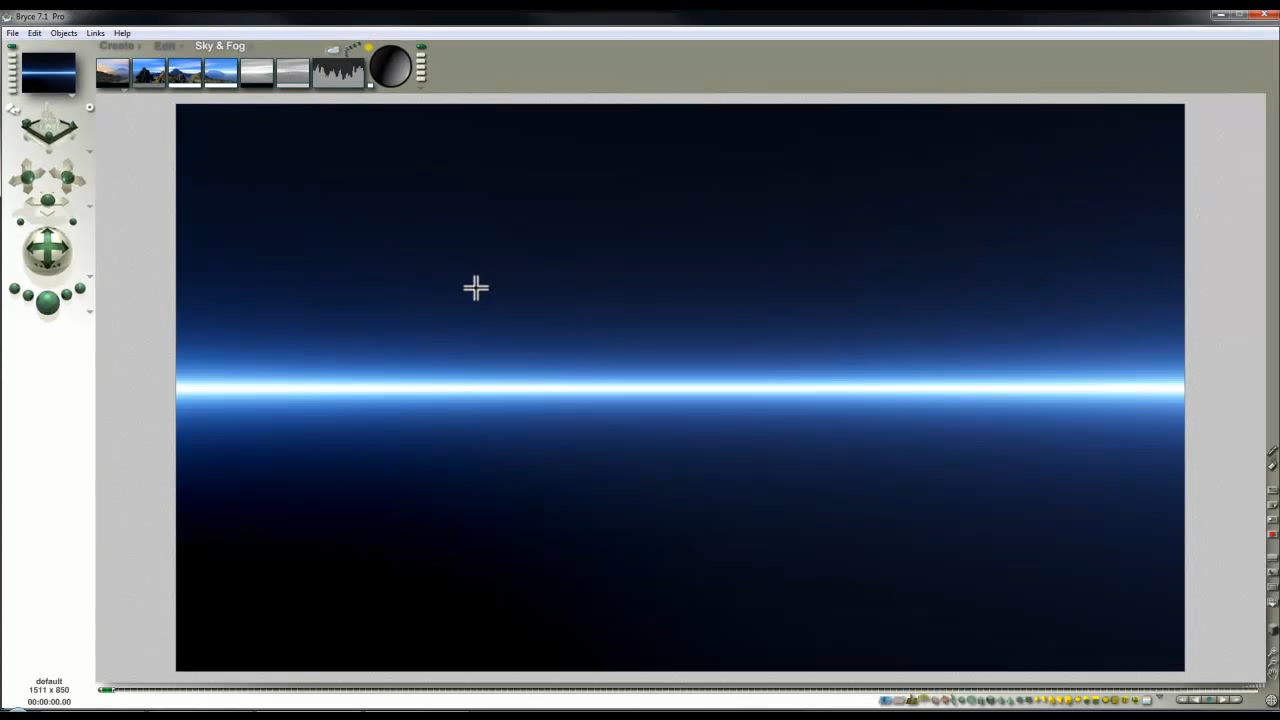 Bryce 7.1 Pro
File Edit Objects Links Help
Create Edit Sky & Fog
default
1511 x 850
00:00:00.00